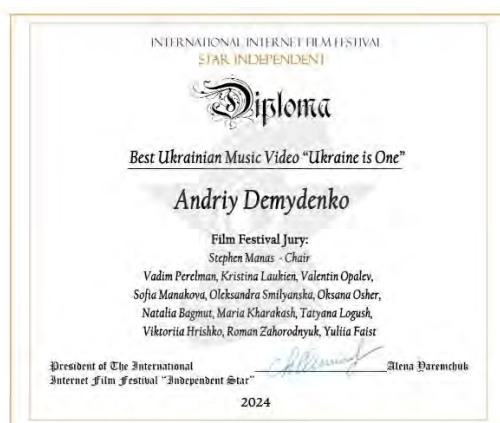 INTERNATIONAL INTERNET FILM FESTIVAL
STAR INDEPENDENT
Diploma
Best Ukrainian Music Video “Ukraine is One”
Andriy Demydenko
Film Festival Jury:
Stephen Manas - Chair
Vadim Perelman, Kristina Laukien, Valentin Opalev,
Sofia Manakova, Oleksandra Smilyanska, Oksana Osher,
Natalia Bagmut, Maria Kharakash, Tatyana Logush,
Viktoriia Hrishko, Roman Zahorodnyuk, Yuliia Faist
President of The International
Internet Film Festival “Independent Star”
Alena Yaremchuk
2024